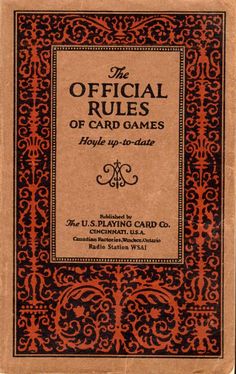 The
OFFICIAL
RULES
OF CARD GAMES
Hoyle up-to-date
Published by
The U.S. PLAYING CARD Co.
CINCINNATI, U.S.A.
Canadian Factories, Windsor, Ontario
Radio Station WSAI